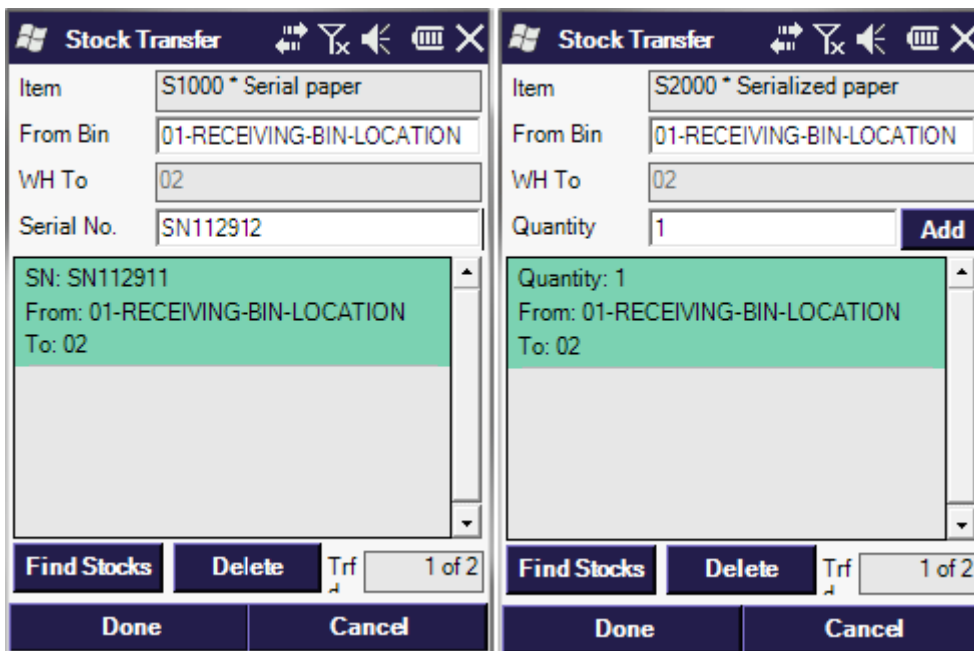 Stock Transfer
Item S1000 * Serial paper
From Bin 01-RECEIVING-BIN-LOCATION
WH To 02
Serial No. SN112912
SN: SN112911
From: 01-RECEIVING-BIN-LOCATION
To: 02
Find Stocks Delete Trf 1 of 2
Done Cancel
Stock Transfer
Item S2000 * Serialized paper
From Bin 01-RECEIVING-BIN-LOCATION
WH To 02
Quantity 1 Add
Quantity: 1
From: 01-RECEIVING-BIN-LOCATION
To: 02
Find Stocks Delete Trf 1 of 2
Done Cancel